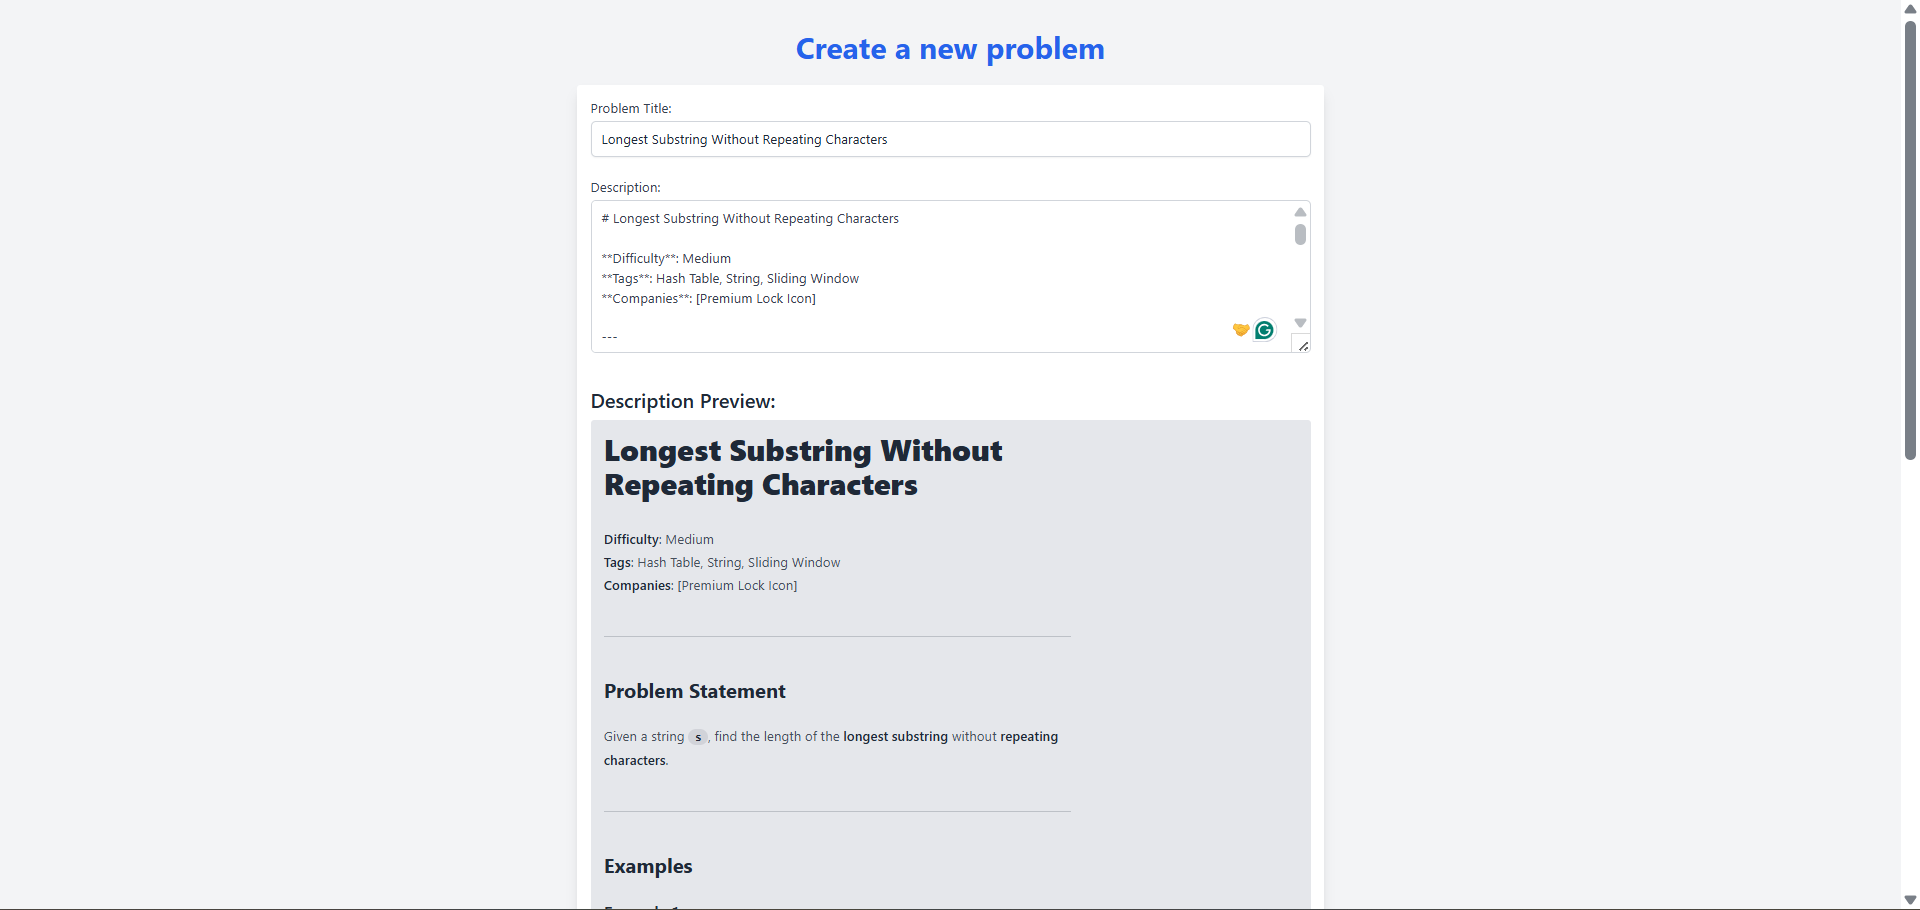 Create a new problem
Problem Title:
Longest Substring Without Repeating Characters
Description:
# Longest Substring Without Repeating Characters
**Difficulty**: Medium
**Tags**: Hash Table, String, Sliding Window
**Companies**: [Premium Lock Icon]
---
Description Preview:
Longest Substring Without
Repeating Characters
Difficulty: Medium
Tags: Hash Table, String, Sliding Window
Companies: [Premium Lock Icon]
Problem Statement
Given a string s, find the length of the longest substring without repeating
characters.
Examples